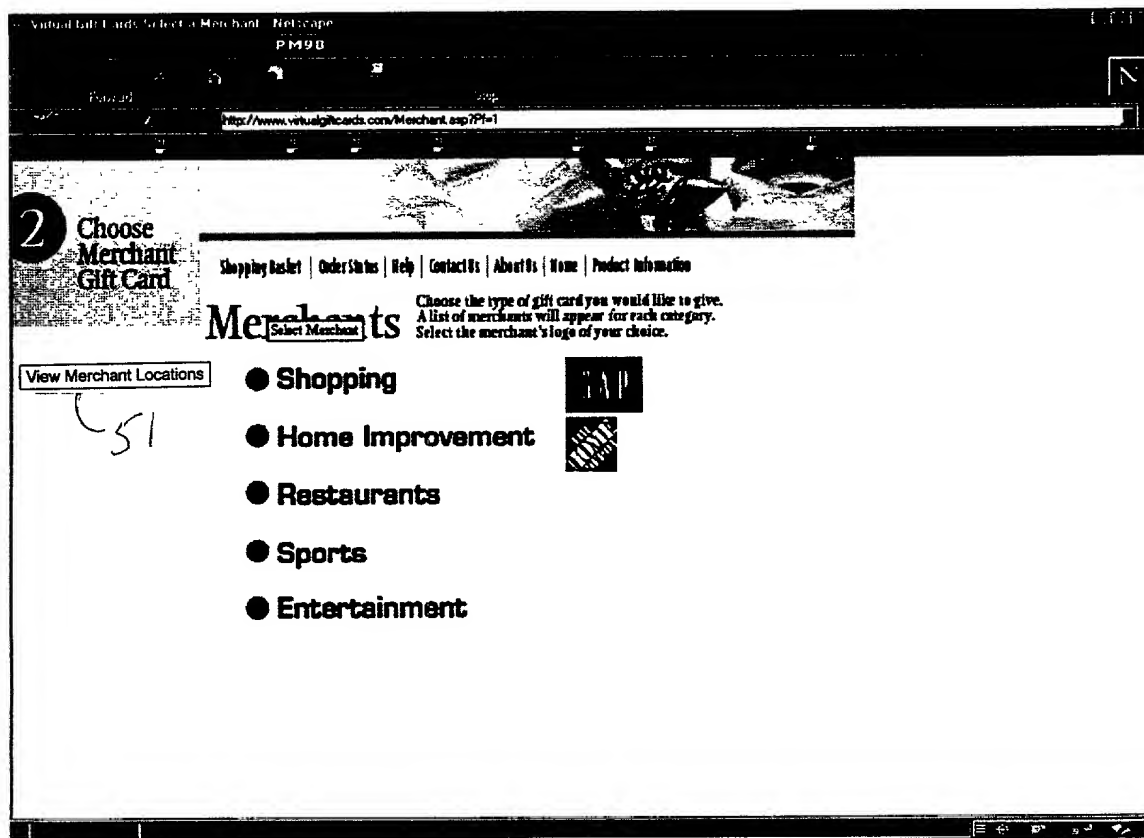 Virtual Gift Cards Select a Merchant Netscape
PM98
Forward Stop
http://www.virtualgiftcards.com/Merchant.asp?Pf=1
2 Choose
Merchant
Gift Card
Shopping Basket | Order Status | Help | Contact Us | About Us | Home | Product Information
Merchants
Select Merchant
Choose the type of gift card you would like to give.
A list of merchants will appear for each category.
Select the merchant's logo of your choice.
View Merchant Locations
51
Shopping
GAP
Home Improvement
Restaurants
Sports
Entertainment